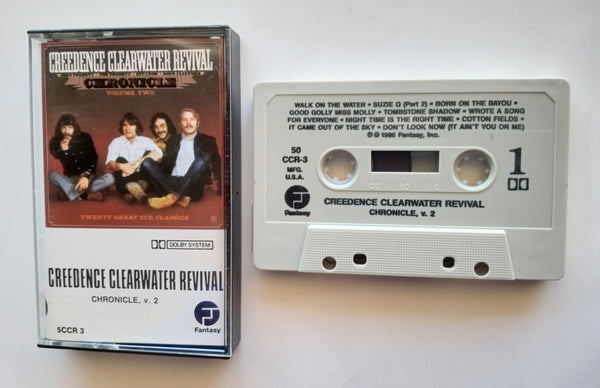 CREEDENCE CLEARWATER REVIVAL
CHRONICLE
VOLUME TWO
TWENTY GREAT CCR CLASSICS
DOLBY SYSTEM
CREEDENCE CLEARWATER REVIVAL
CHRONICLE, v. 2
5CCR 3
Fantasy
WALK ON THE WATER • SUZIE Q (Part 2) • BORN ON THE BAYOU •
GOOD GOLLY MISS MOLLY • TOMBSTONE SHADOW • WROTE A SONG
FOR EVERYONE • NIGHT TIME IS THE RIGHT TIME • COTTON FIELDS •
IT CAME OUT OF THE SKY • DON'T LOOK NOW (IT AIN'T YOU OR ME)
℗ © 1986 Fantasy, Inc.
50
CCR-3
MFG.
U.S.A.
100 50 0
1
Fantasy
CREEDENCE CLEARWATER REVIVAL
CHRONICLE, v. 2